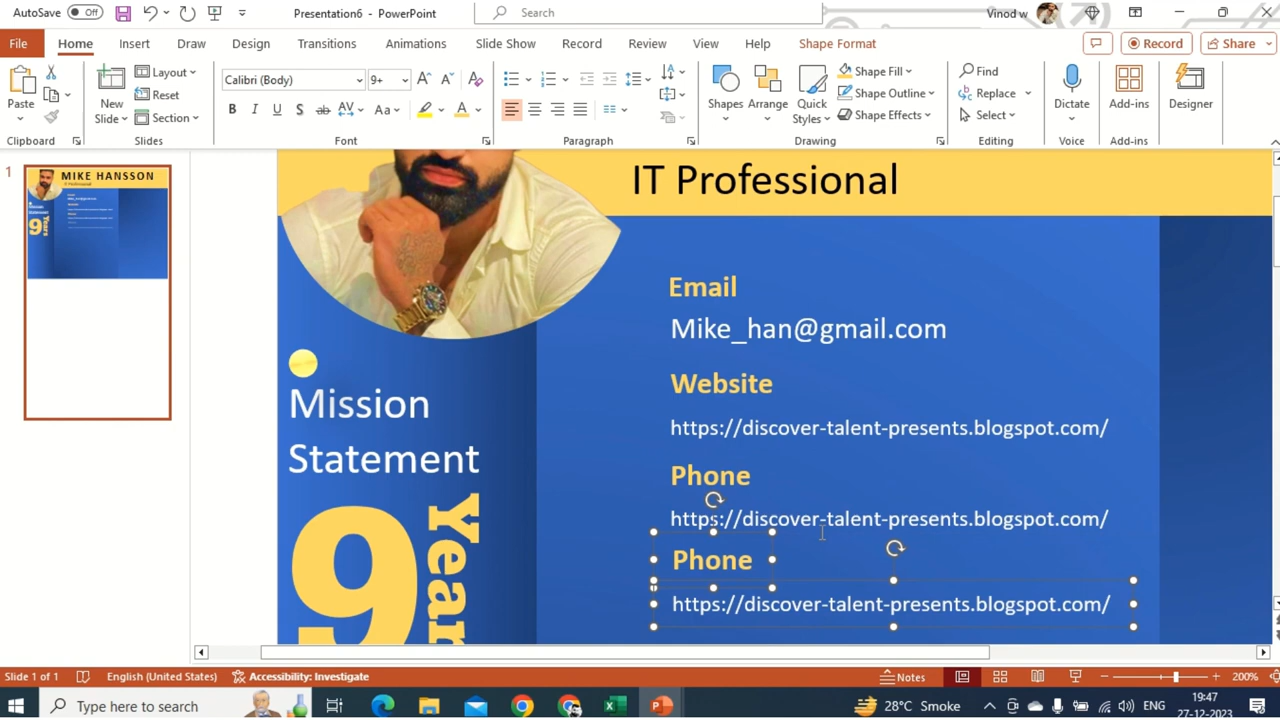 AutoSave Off Presentation6 - PowerPoint Search Vinod w
File Home Insert Draw Design Transitions Animations Slide Show Record Review View Help Shape Format Record Share
Paste New Slide Layout Reset Section Calibri (Body) 9+ Shapes Arrange Quick Styles Shape Fill Shape Outline Shape Effects Find Replace Select Dictate Add-ins Designer
Clipboard Slides Font Paragraph Drawing Editing Voice Add-ins
1
MIKE HANSSON
IT Professional
Email
Mike_han@gmail.com
Website
https://discover-talent-presents.blogspot.com/
Phone
https://discover-talent-presents.blogspot.com/
Phone
https://discover-talent-presents.blogspot.com/
Mission
Statement
9
Slide 1 of 1 English (United States) Accessibility: Investigate Notes 200%
Type here to search 28°C Smoke ENG 19:47
27-12-2023